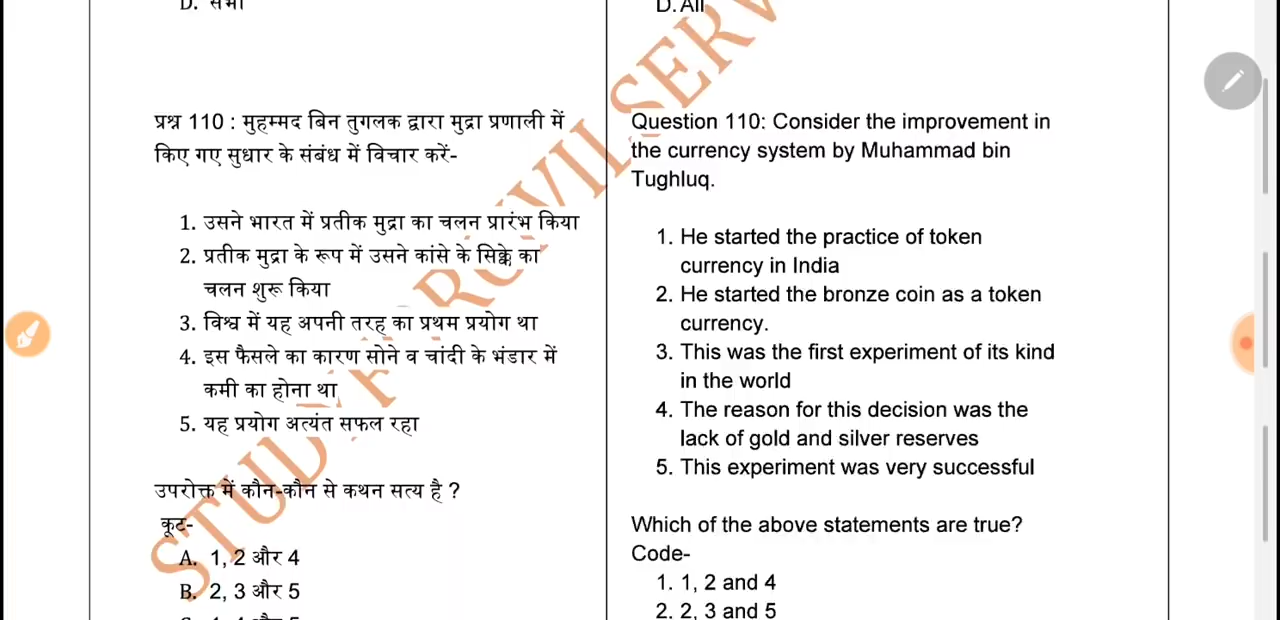 D. सभी
प्रश्न 110 : मुहम्मद बिन तुगलक द्वारा मुद्रा प्रणाली में
किए गए सुधार के संबंध में विचार करें-
1. उसने भारत में प्रतीक मुद्रा का चलन प्रारंभ किया
2. प्रतीक मुद्रा के रूप में उसने कांसे के सिक्के का
चलन शुरू किया
3. विश्व में यह अपनी तरह का प्रथम प्रयोग था
4. इस फैसले का कारण सोने व चांदी के भंडार में
कमी का होना था
5. यह प्रयोग अत्यंत सफल रहा
उपरोक्त में कौन-कौन से कथन सत्य है ?
कूट-
A. 1, 2 और 4
B. 2, 3 और 5
D. All
Question 110: Consider the improvement in
the currency system by Muhammad bin
Tughluq.
1. He started the practice of token
currency in India
2. He started the bronze coin as a token
currency.
3. This was the first experiment of its kind
in the world
4. The reason for this decision was the
lack of gold and silver reserves
5. This experiment was very successful
Which of the above statements are true?
Code-
1. 1, 2 and 4
2. 2, 3 and 5